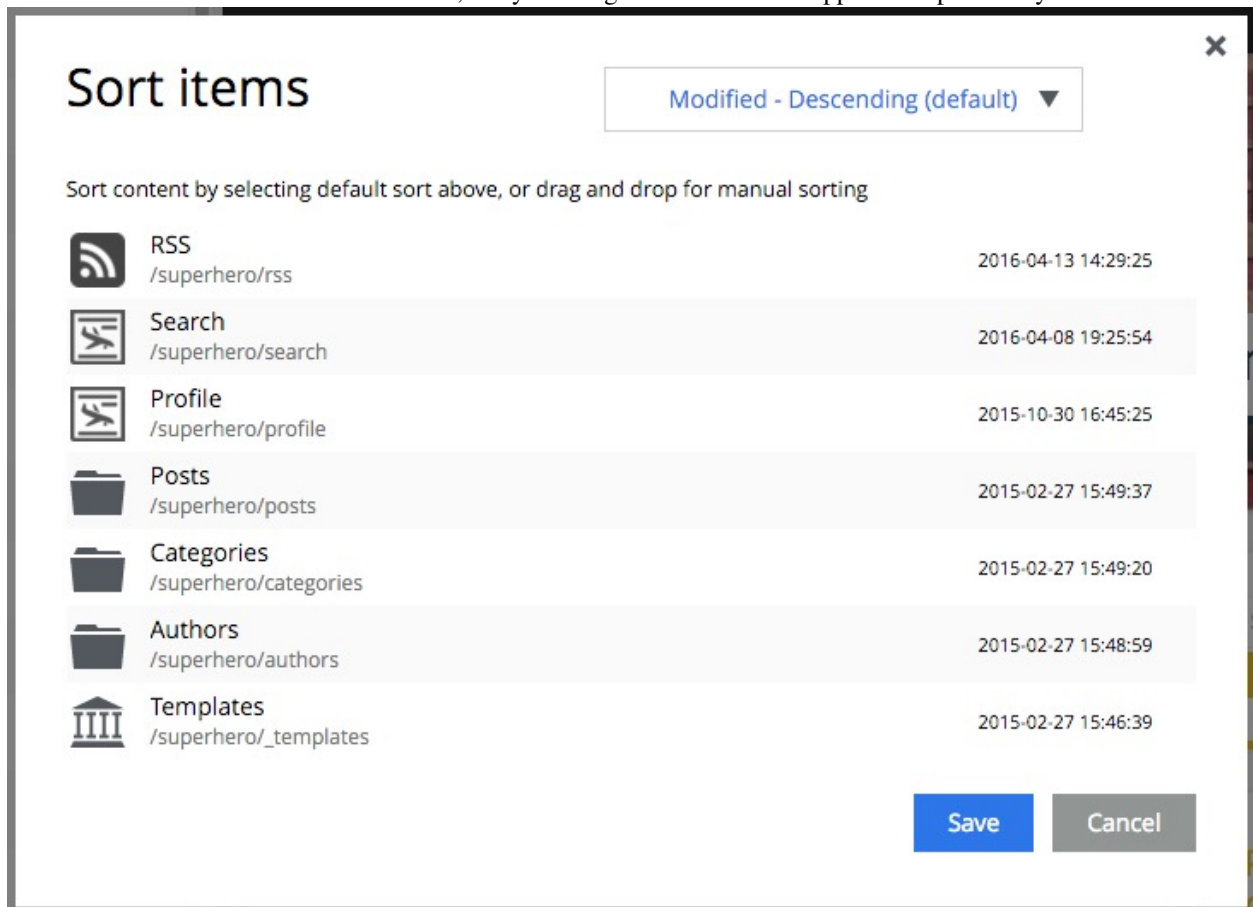 Sort items
Modified - Descending (default)
Sort content by selecting default sort above, or drag and drop for manual sorting
RSS
/superhero/rss
2016-04-13 14:29:25
Search
/superhero/search
2016-04-08 19:25:54
Profile
/superhero/profile
2015-10-30 16:45:25
Posts
/superhero/posts
2015-02-27 15:49:37
Categories
/superhero/categories
2015-02-27 15:49:20
Authors
/superhero/authors
2015-02-27 15:48:59
Templates
/superhero/_templates
2015-02-27 15:46:39
Save Cancel